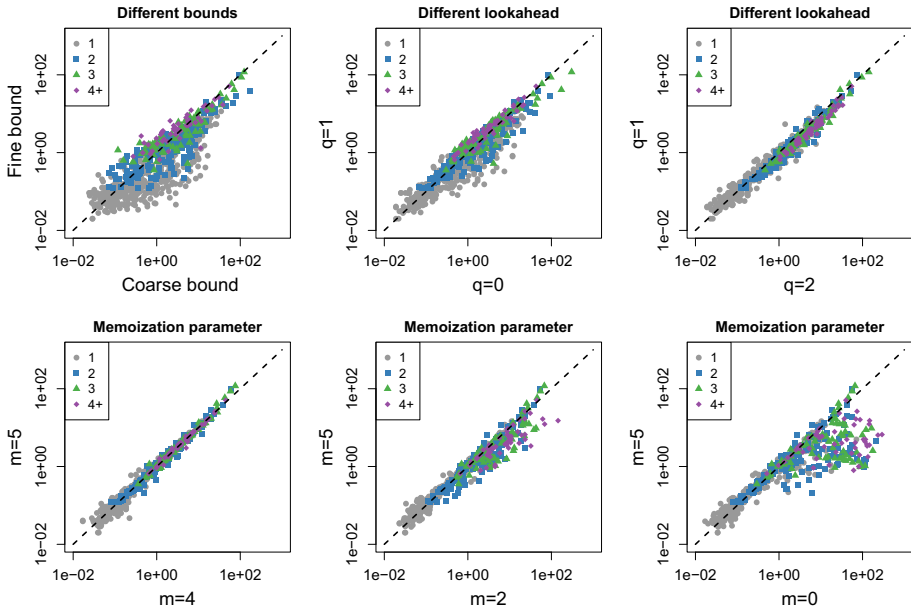 Different bounds
1
2
3
4+
Fine bound
1e+02
1e+00
1e-02
1e-02
1e+00
1e+02
Coarse bound
Different lookahead
1
2
3
4+
q=1
1e+02
1e+00
1e-02
1e-02
1e+00
1e+02
q=0
Different lookahead
1
2
3
4+
q=1
1e+02
1e+00
1e-02
1e-02
1e+00
1e+02
q=2
Memoization parameter
1
2
3
4+
m=5
1e+02
1e+00
1e-02
1e-02
1e+00
1e+02
m=4
Memoization parameter
1
2
3
4+
m=5
1e+02
1e+00
1e-02
1e-02
1e+00
1e+02
m=2
Memoization parameter
1
2
3
4+
m=5
1e+02
1e+00
1e-02
1e-02
1e+00
1e+02
m=0